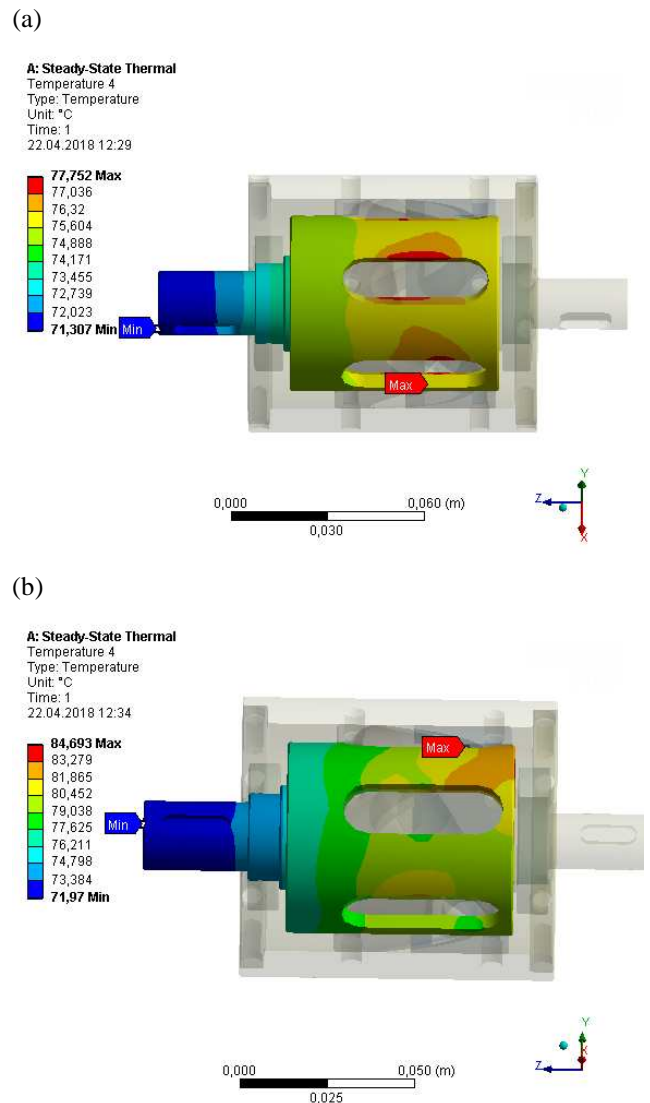 (a)
A: Steady-State Thermal
Temperature 4
Type: Temperature
Unit: °C
Time: 1
22.04.2018 12:29
77,752 Max
77,036
76,32
75,604
74,888
74,171
73,455
72,739
72,023
71,307 Min
Min
Max
0,000 0,060 (m)
0,030
Y
Z
X
(b)
A: Steady-State Thermal
Temperature 4
Type: Temperature
Unit: °C
Time: 1
22.04.2018 12:34
84,693 Max
83,279
81,865
80,452
79,038
77,625
76,211
74,798
73,384
71,97 Min
Max
Min
0,000 0,050 (m)
0.025
Y
X
Z